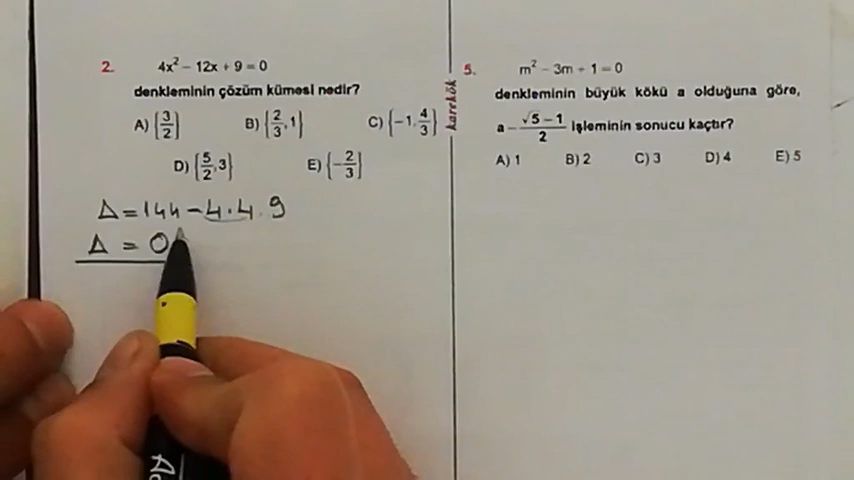 2. 4x² − 12x + 9 = 0
denkleminin çözüm kümesi nedir?
A) {3/2} B) {2/3, 1} C) {−1, 4/3}
D) {5/2, 3} E) {−2/3}
Δ = 144 − 4.4.9
Δ = 0
karekök
5. m² − 3m + 1 = 0
denkleminin büyük kökü a olduğuna göre,
a − (√5 − 1)/2 işleminin sonucu kaçtır?
A) 1 B) 2 C) 3 D) 4 E) 5